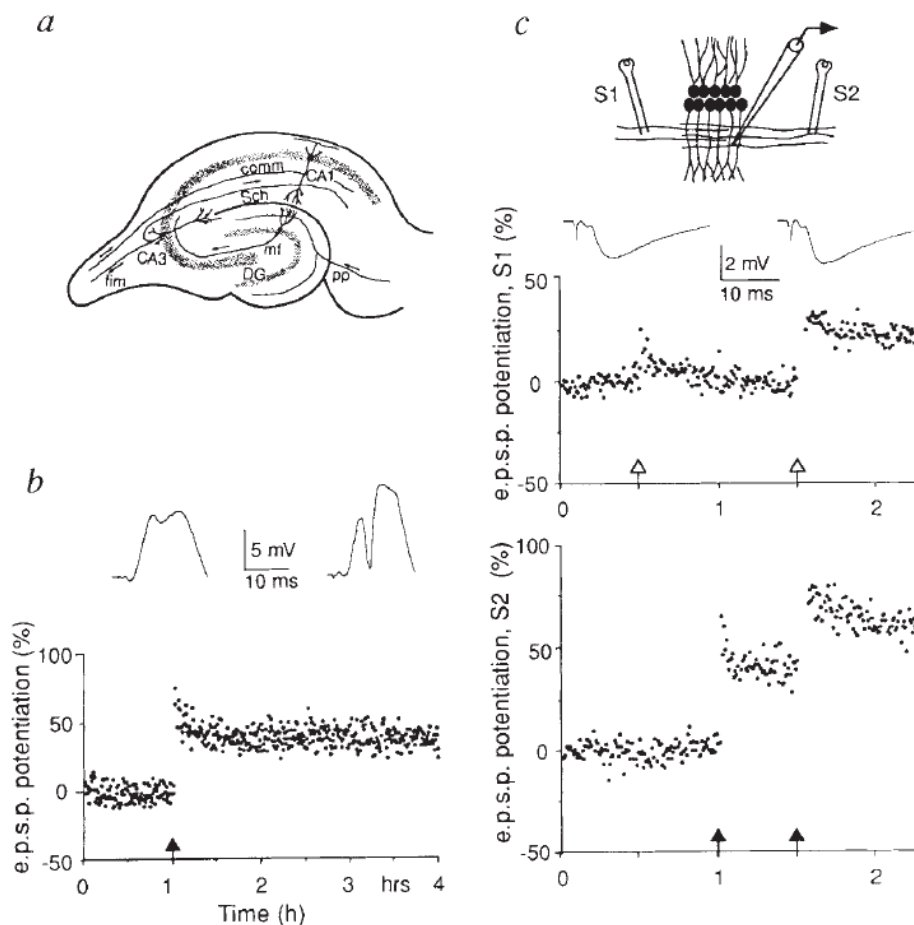 a
comm
CA1
Sch
CA3
mf
fim
DG
pp
b
5 mV
10 ms
e.p.s.p. potentiation (%)
100
50
0
-50
0 1 2 3 hrs 4
Time (h)
c
S1
S2
2 mV
10 ms
e.p.s.p. potentiation, S1 (%)
50
0
-50
0 1 2
e.p.s.p. potentiation, S2 (%)
100
50
0
-50
0 1 2